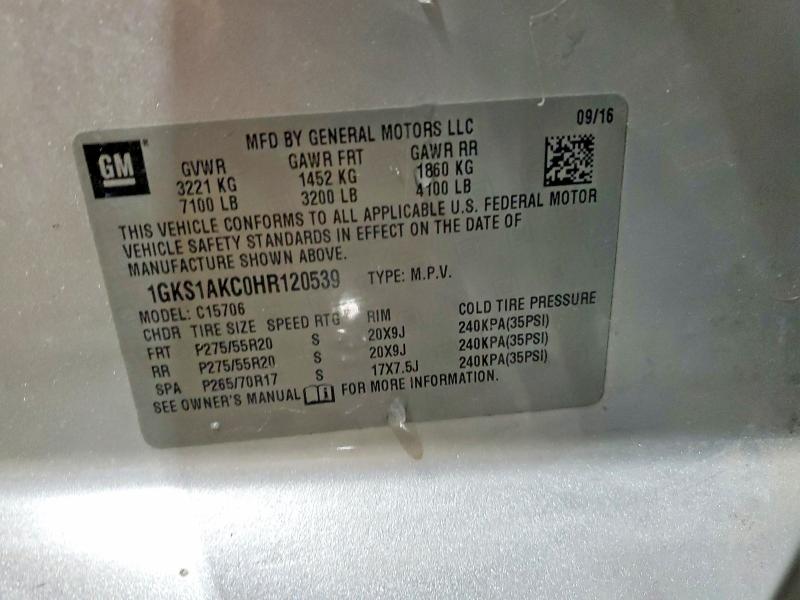 GM
MFD BY GENERAL MOTORS LLC 09/16
GVWR GAWR FRT GAWR RR
3221 KG 1452 KG 1860 KG
7100 LB 3200 LB 4100 LB
THIS VEHICLE CONFORMS TO ALL APPLICABLE U.S. FEDERAL MOTOR
VEHICLE SAFETY STANDARDS IN EFFECT ON THE DATE OF
MANUFACTURE SHOWN ABOVE.
1GKS1AKC0HR120539 TYPE: M.P.V.
MODEL: C15706
CHDR TIRE SIZE SPEED RTG RIM COLD TIRE PRESSURE
FRT P275/55R20 S 20X9J 240KPA(35PSI)
RR P275/55R20 S 20X9J 240KPA(35PSI)
SPA P265/70R17 S 17X7.5J 240KPA(35PSI)
SEE OWNER'S MANUAL FOR MORE INFORMATION.